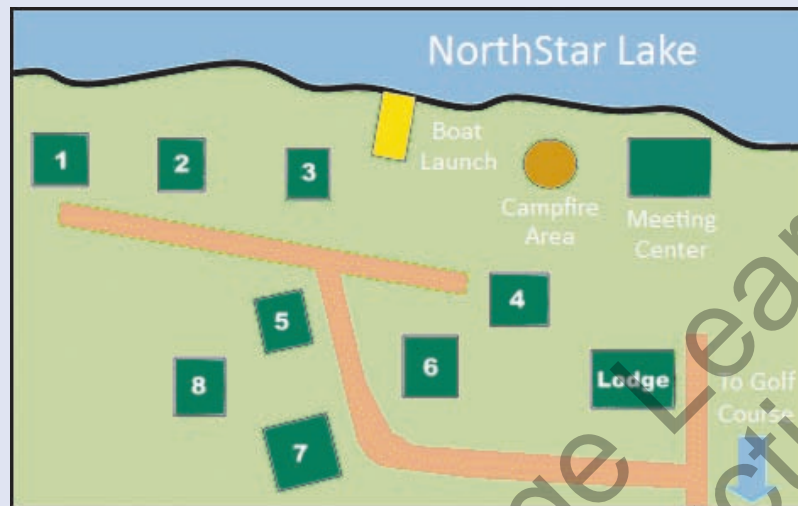 NorthStar Lake
Boat
Launch
1
2
3
Campfire
Area
Meeting
Center
4
5
6
Lodge
To Golf
Course
8
7